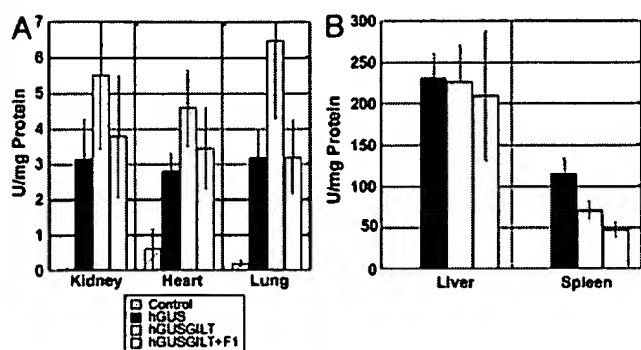 A
U/mg Protein
7
6
5
4
3
2
1
0
Kidney Heart Lung
Control
hGUS
hGUSGILT
hGUSGILT+F1
B
U/mg Protein
300
250
200
150
100
50
0
Liver Spleen